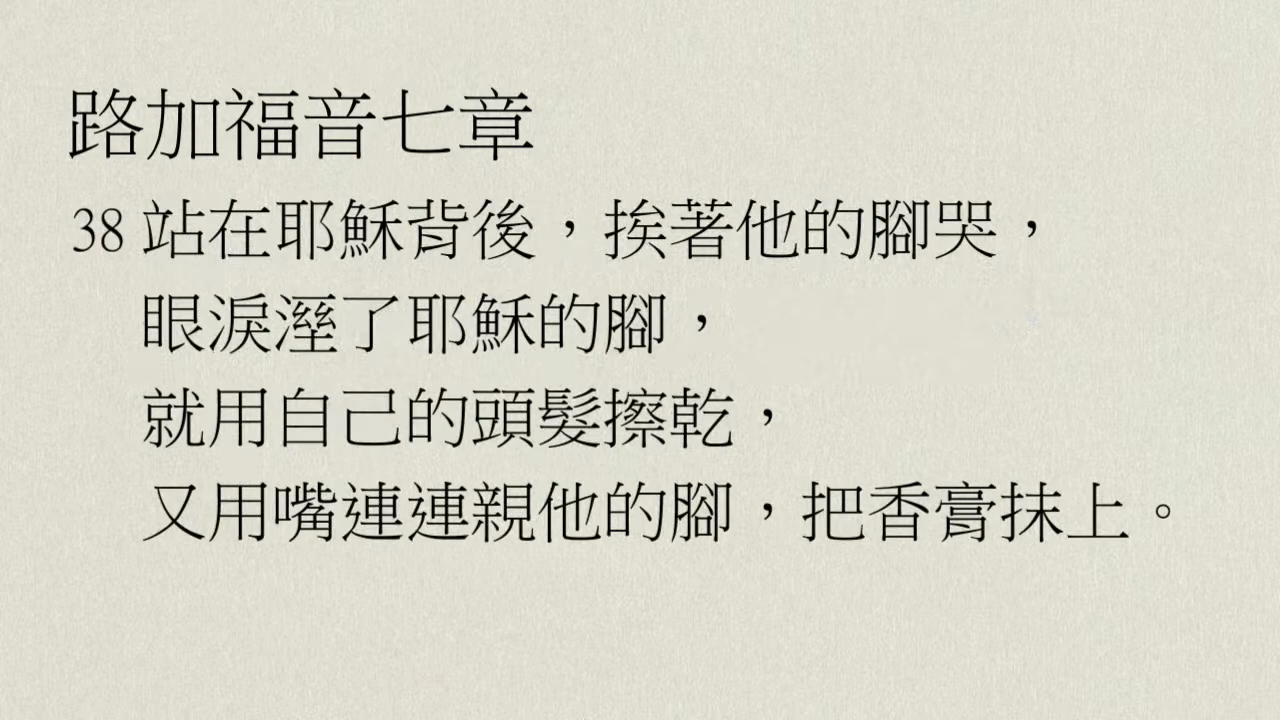 路加福音七章
38 站在耶穌背後，挨著他的腳哭，
眼淚溼了耶穌的腳，
就用自己的頭髮擦乾，
又用嘴連連親他的腳，把香膏抹上。